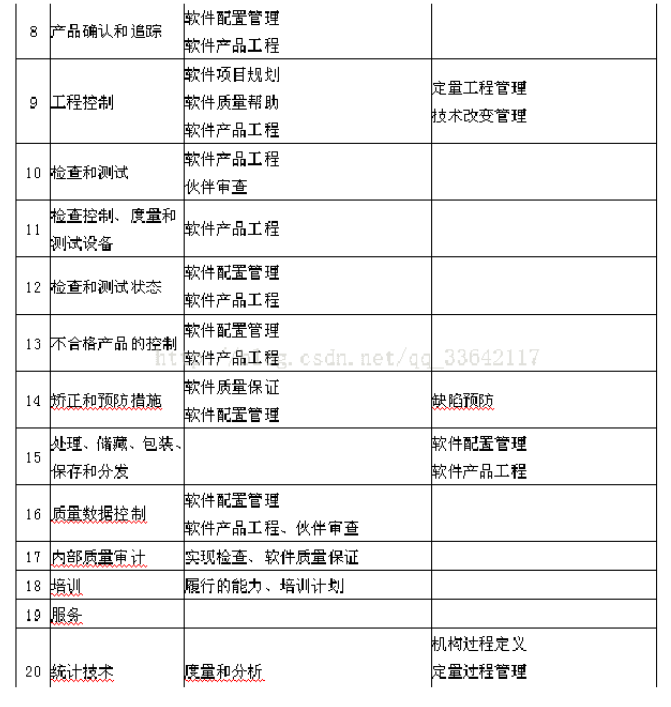 8 产品确认和追踪 软件配置管理
软件产品工程
9 工程控制 软件项目规划
软件质量帮助
软件产品工程
定量工程管理
技术改变管理
10 检查和测试 软件产品工程
伙伴审查
11 检查控制、度量和
测试设备
软件产品工程
12 检查和测试状态 软件配置管理
软件产品工程
13 不合格产品的控制 软件配置管理
软件产品工程
http://blog.csdn.net/qq_33642117
14 矫正和预防措施 软件质量保证
软件配置管理
缺陷预防
15 处理、储藏、包装、
保存和分发
软件配置管理
软件产品工程
16 质量数据控制 软件配置管理
软件产品工程、伙伴审查
17 内部质量审计 实现检查、软件质量保证
18 培训 履行的能力、培训计划
19 服务
20 统计技术 度量和分析 机构过程定义
定量过程管理